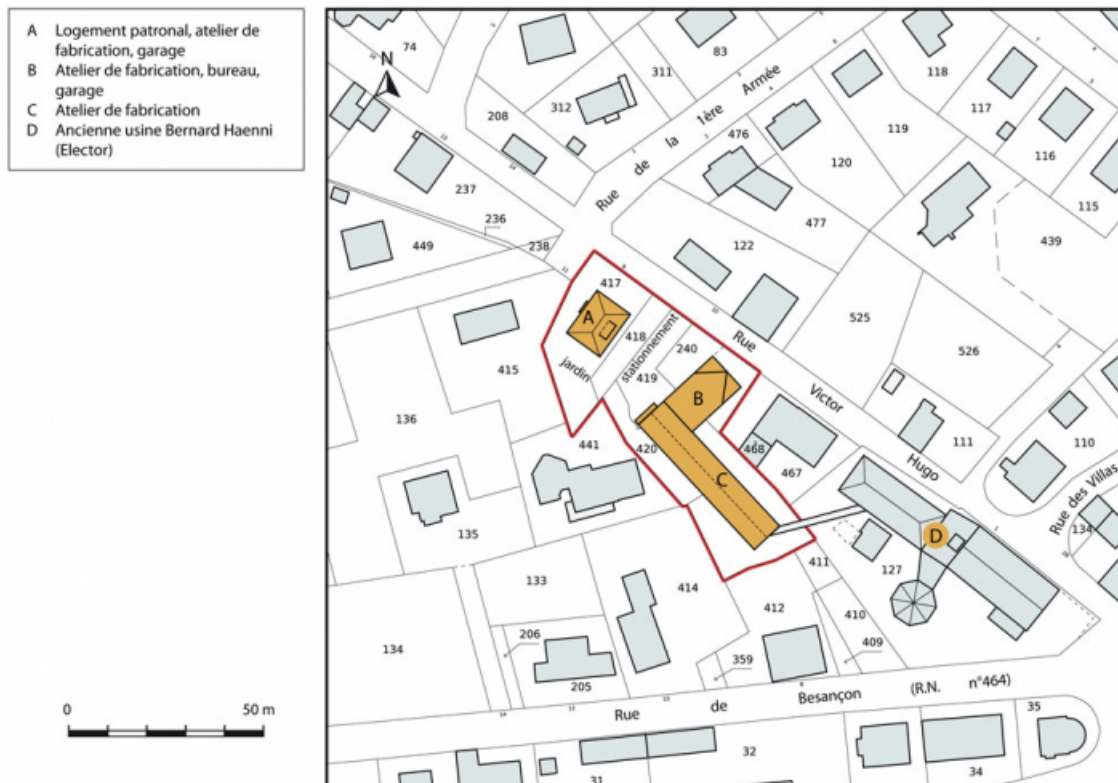 A Logement patronal, atelier de
fabrication, garage
B Atelier de fabrication, bureau,
garage
C Atelier de fabrication
D Ancienne usine Bernard Haenni
(Elector)
0 50 m
N
74
83
311
312
208
118
117
119
116
115
476
120
477
439
237
236
238
449
122
417
A
418
jardin
stationnement
240
419
B
Rue de la 1ère Armée
525
526
415
136
441
420
C
468
467
111
110
Rue Victor Hugo
Rue des Villas
134
D
135
127
133
414
411
412
410
409
134
206
205
359
Rue de Besançon (R.N. n°464)
35
32
31
34